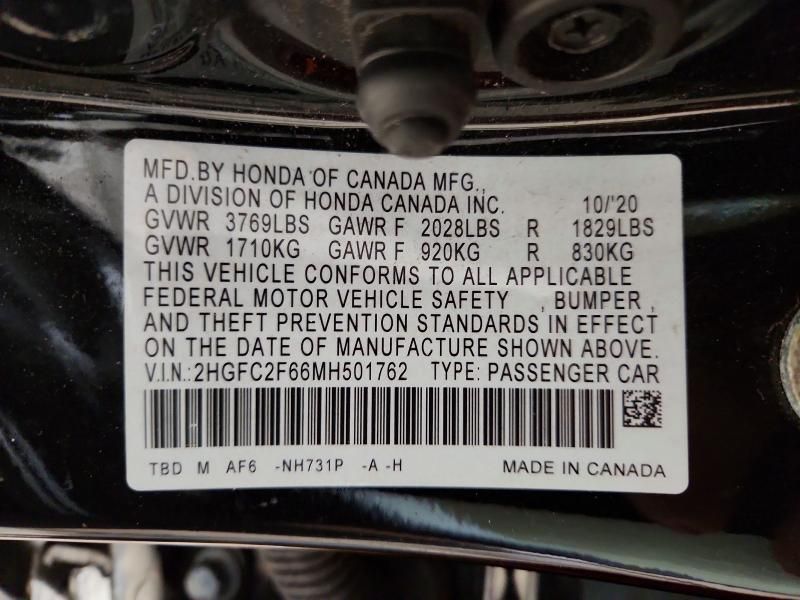 MFD.BY HONDA OF CANADA MFG.,
A DIVISION OF HONDA CANADA INC. 10/'20
GVWR 3769LBS GAWR F 2028LBS R 1829LBS
GVWR 1710KG GAWR F 920KG R 830KG
THIS VEHICLE CONFORMS TO ALL APPLICABLE
FEDERAL MOTOR VEHICLE SAFETY , BUMPER ,
AND THEFT PREVENTION STANDARDS IN EFFECT
ON THE DATE OF MANUFACTURE SHOWN ABOVE.
V.I.N.:2HGFC2F66MH501762 TYPE: PASSENGER CAR
TBD M AF6 -NH731P -A -H MADE IN CANADA